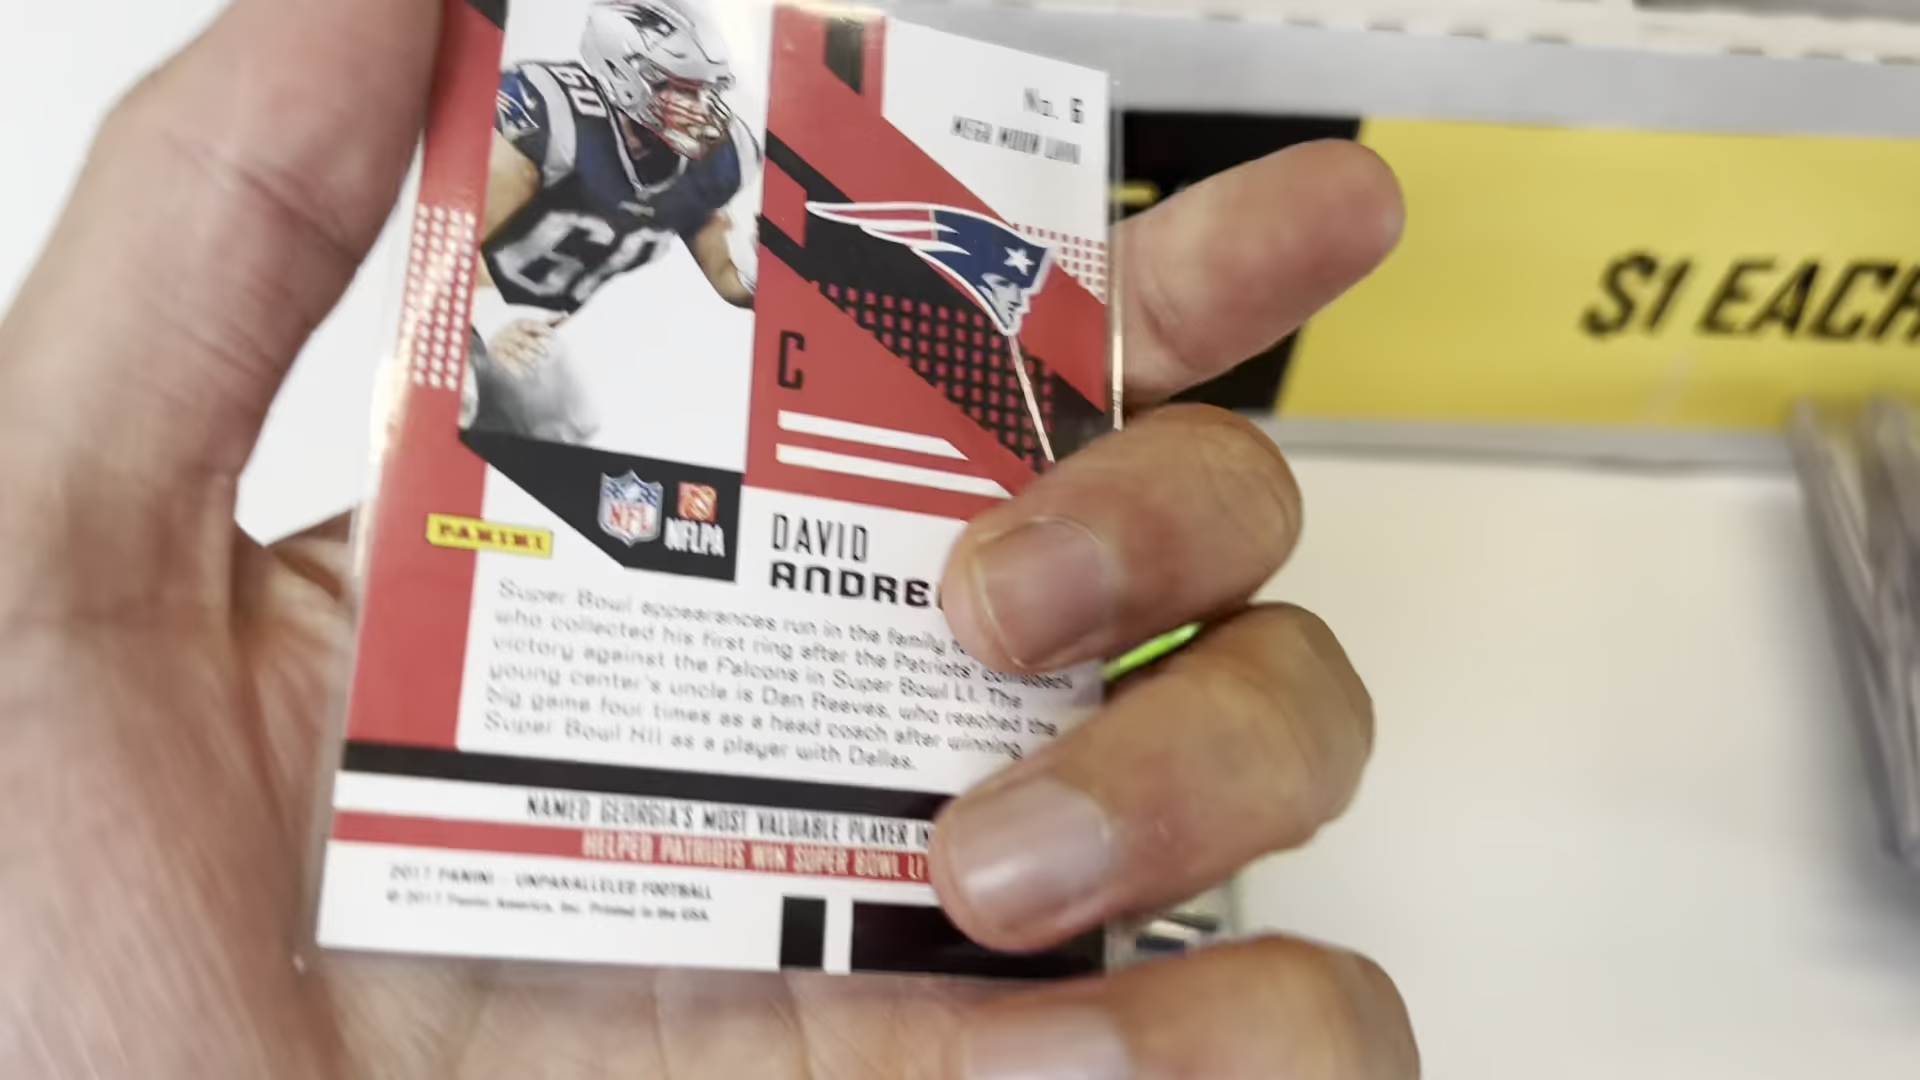 60
No. 6
60
C
NFL
NFLPA
PANINI
DAVID
ANDRE
Super Bowl appearances run in the family
who collected his first ring after the Patriots' comeback
victory against the Falcons in Super Bowl LI. The
young center's uncle is Dan Reeves, who reached the
big game four times as a head coach after winning
Super Bowl XII as a player with Dallas.
NAMED GEORGIA'S MOST VALUABLE PLAYER IN
HELPED PATRIOTS WIN SUPER BOWL LI
2017 PANINI - UNPARALLELED FOOTBALL
© 2017 Panini America, Inc. Printed in the USA
$1 EACH